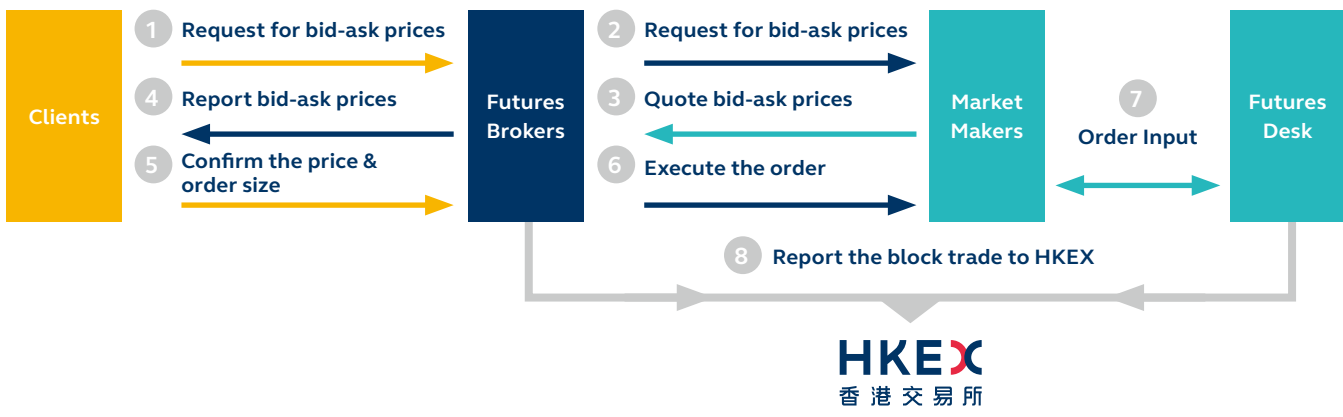 Clients
1 Request for bid-ask prices
4 Report bid-ask prices
5 Confirm the price &
order size
Futures
Brokers
2 Request for bid-ask prices
3 Quote bid-ask prices
6 Execute the order
Market
Makers
7
Order Input
Futures
Desk
8 Report the block trade to HKEX
HKEX
香港交易所